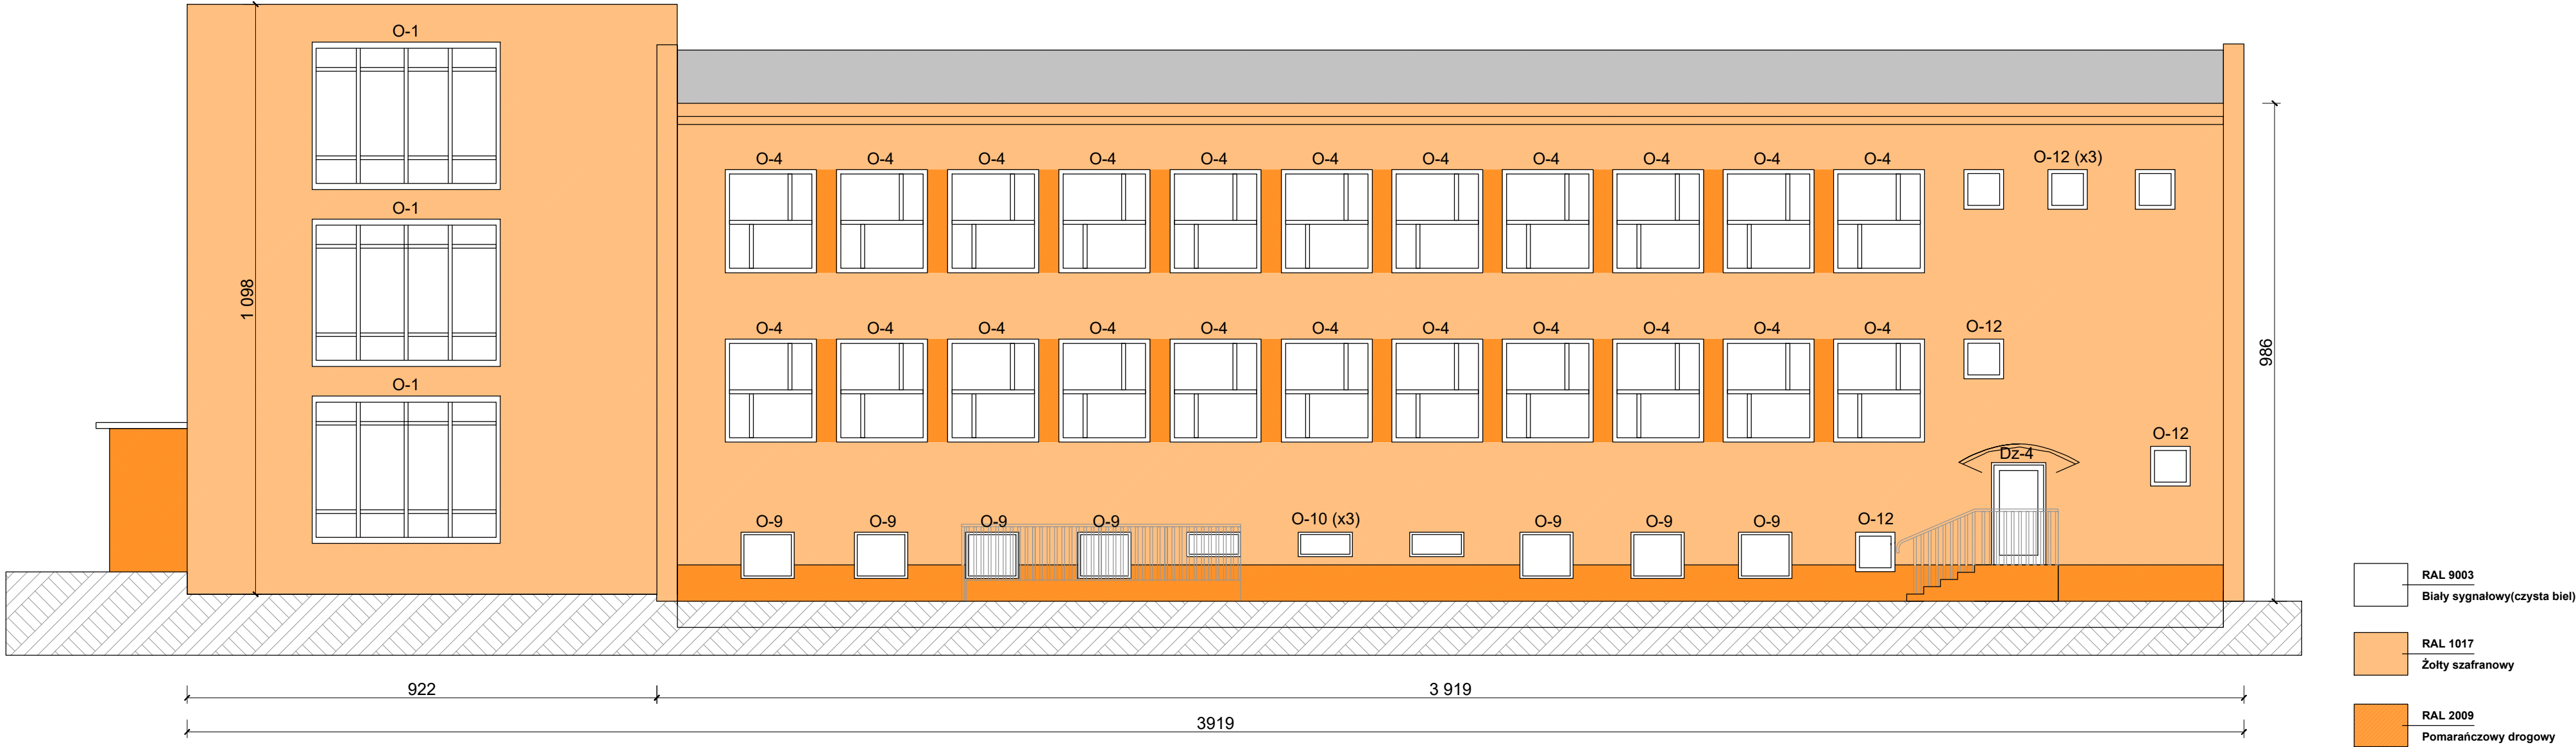 O-1
O-4 O-4 O-4 O-4 O-4 O-4 O-4 O-4 O-4 O-4 O-4 O-12 (x3)
O-1
1 098
O-4 O-4 O-4 O-4 O-4 O-4 O-4 O-4 O-4 O-4 O-4 O-12
986
O-1
O-12
Dz-4
O-9 O-9 O-9 O-9 O-10 (x3) O-9 O-9 O-9 O-12
RAL 9003
Biały sygnałowy(czysta biel)
RAL 1017
Żołty szafranowy
922 3 919
3919
RAL 2009
Pomarańczowy drogowy